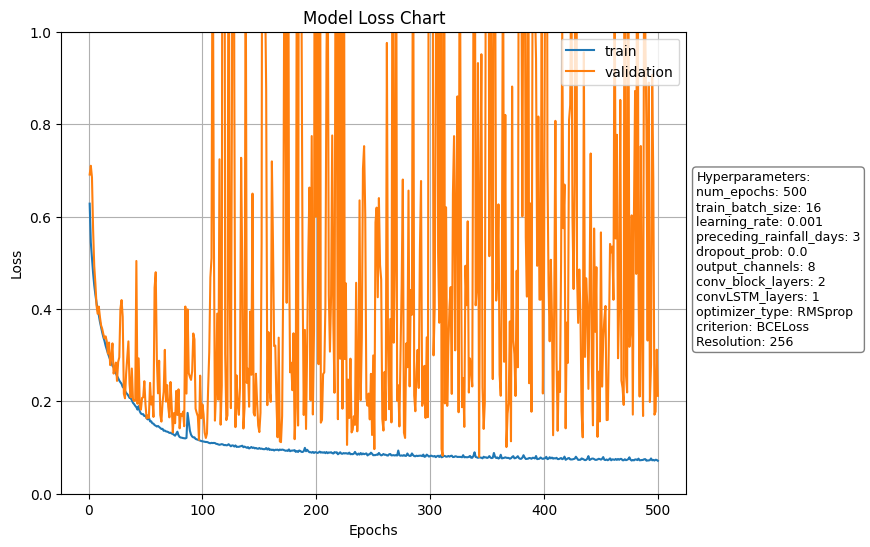 Model Loss Chart
Loss
1.0
0.8
0.6
0.4
0.2
0.0
0
100
200
300
400
500
Epochs
train
validation
Hyperparameters:
num_epochs: 500
train_batch_size: 16
learning_rate: 0.001
preceding_rainfall_days: 3
dropout_prob: 0.0
output_channels: 8
conv_block_layers: 2
convLSTM_layers: 1
optimizer_type: RMSprop
criterion: BCELoss
Resolution: 256